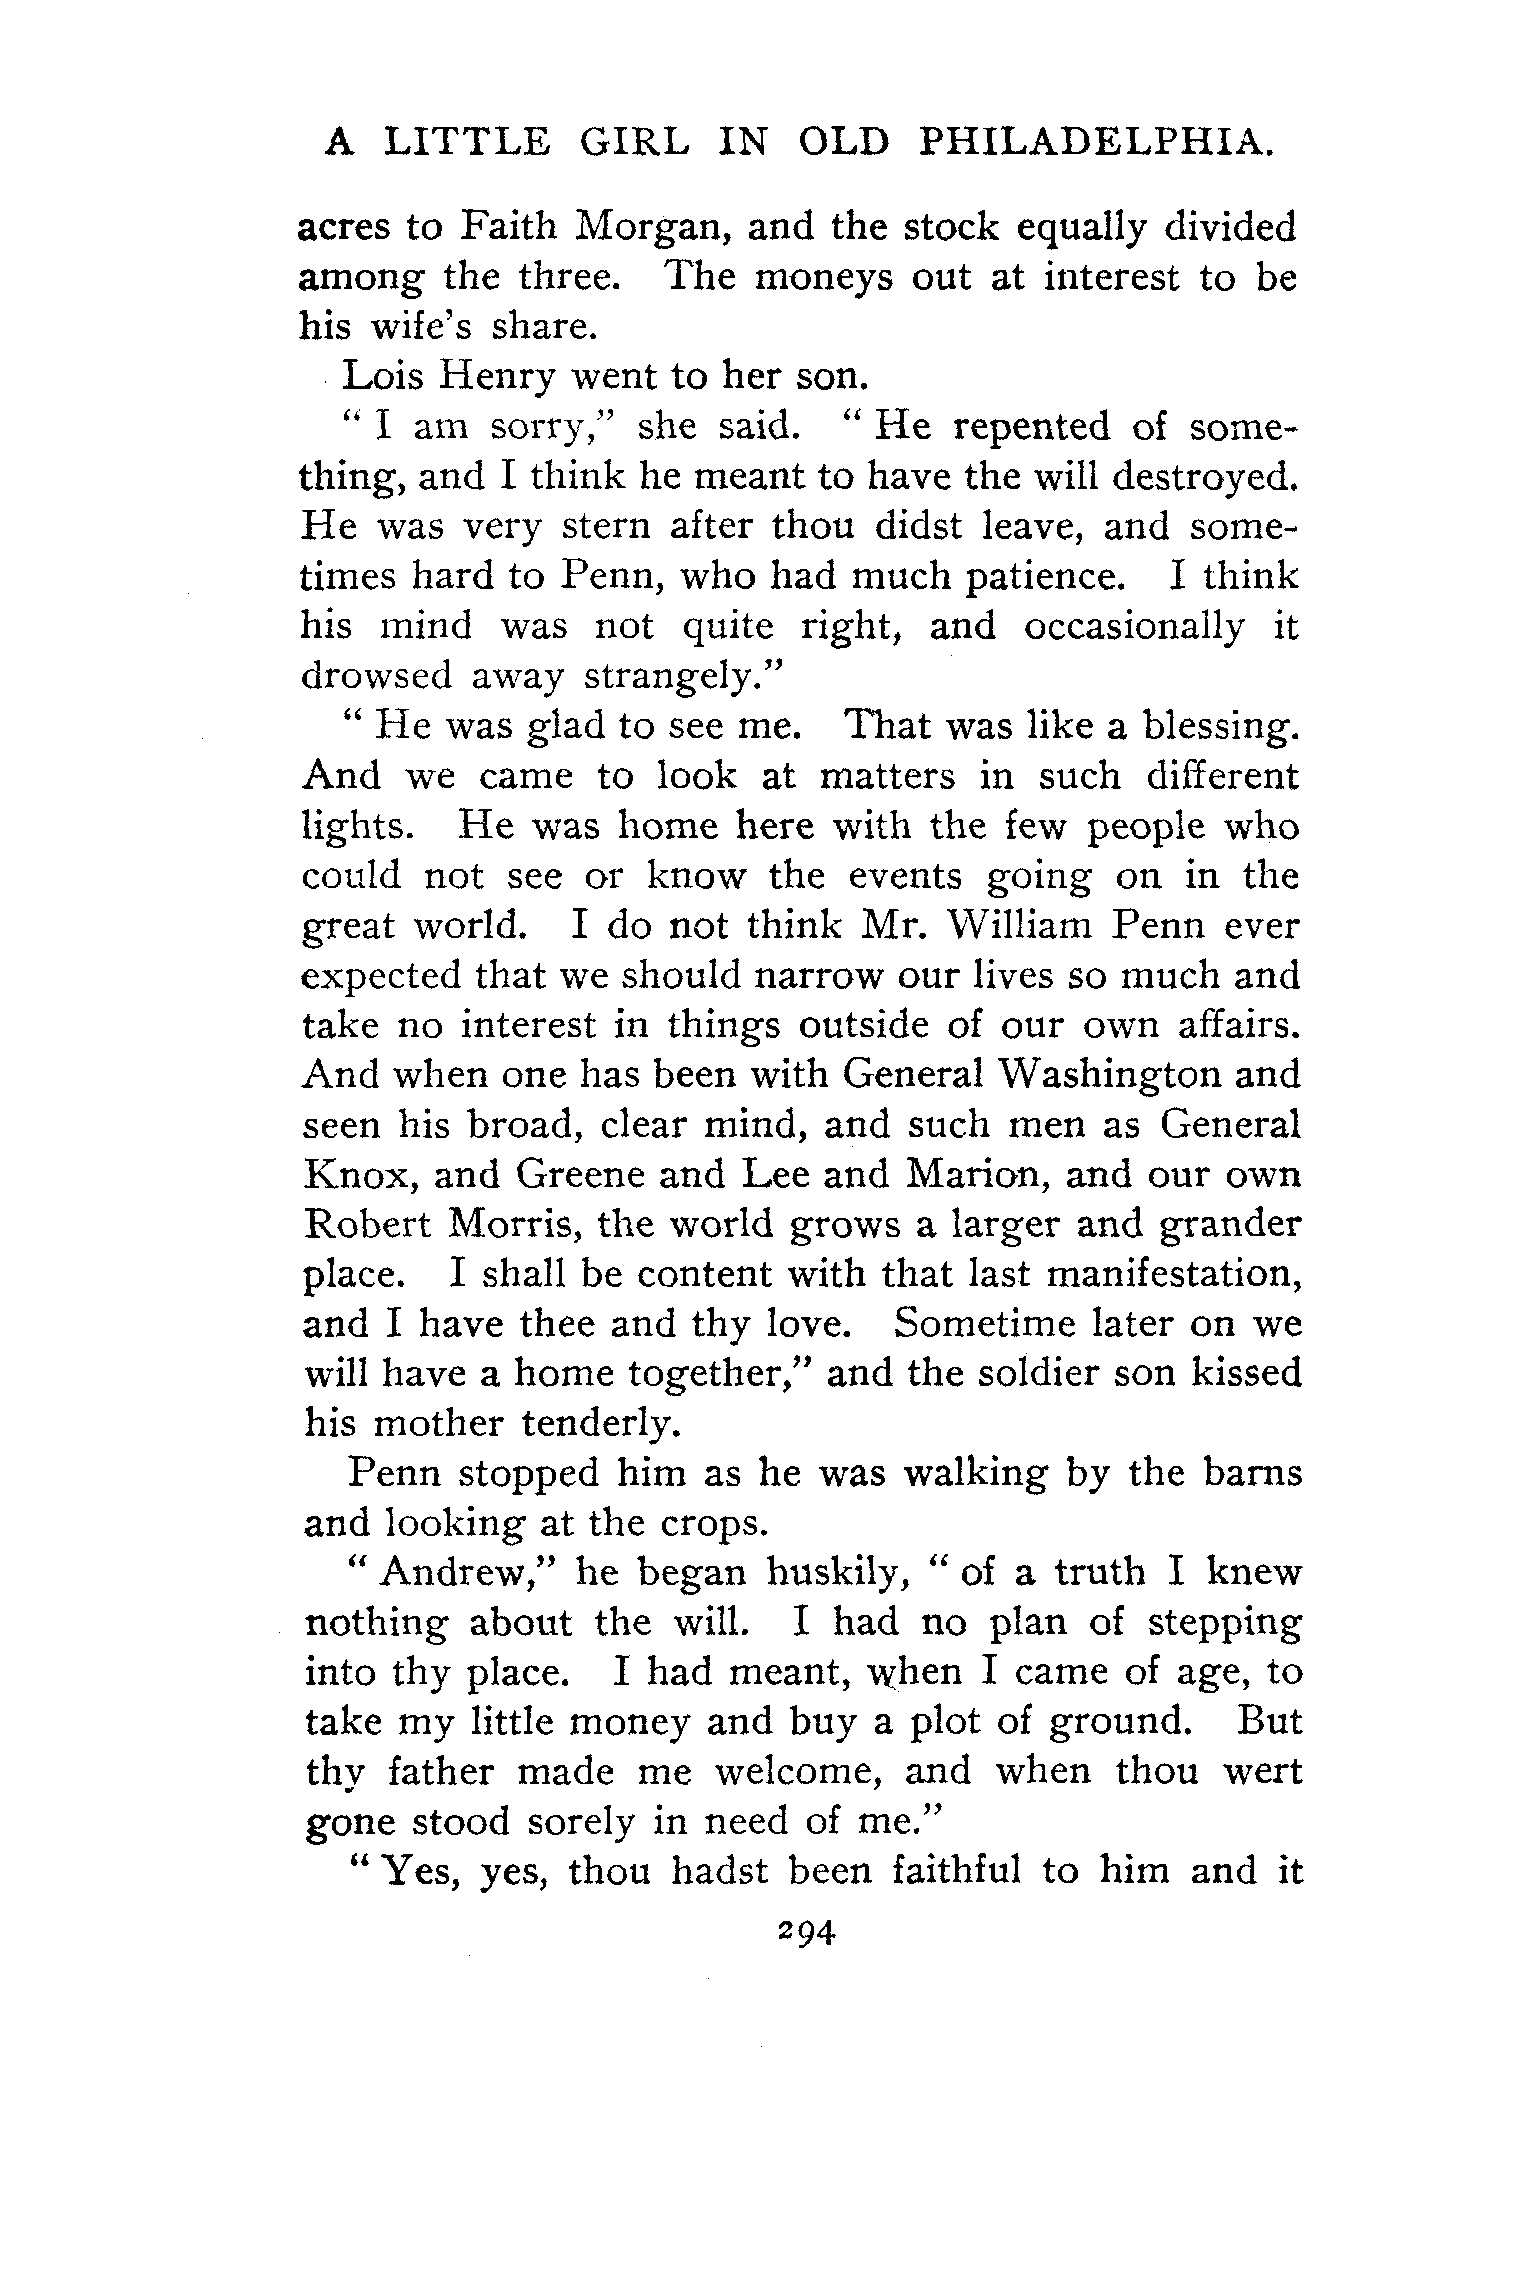 A LITTLE GIRL IN OLD PHILADELPHIA.
acres to Faith Morgan, and the stock equally divided
among the three. The moneys out at interest to be
his wife's share.
Lois Henry went to her son.
“ I am sorry,” she said. “ He repented of some-
thing, and I think he meant to have the will destroyed.
He was very stern after thou didst leave, and some-
times hard to Penn, who had much patience. I think
his mind was not quite right, and occasionally it
drowsed away strangely.”
“ He was glad to see me. That was like a blessing.
And we came to look at matters in such different
lights. He was home here with the few people who
could not see or know the events going on in the
great world. I do not think Mr. William Penn ever
expected that we should narrow our lives so much and
take no interest in things outside of our own affairs.
And when one has been with General Washington and
seen his broad, clear mind, and such men as General
Knox, and Greene and Lee and Marion, and our own
Robert Morris, the world grows a larger and grander
place. I shall be content with that last manifestation,
and I have thee and thy love. Sometime later on we
will have a home together,” and the soldier son kissed
his mother tenderly.
Penn stopped him as he was walking by the barns
and looking at the crops.
“ Andrew,” he began huskily, “ of a truth I knew
nothing about the will. I had no plan of stepping
into thy place. I had meant, when I came of age, to
take my little money and buy a plot of ground. But
thy father made me welcome, and when thou wert
gone stood sorely in need of me.”
“ Yes, yes, thou hadst been faithful to him and it
294